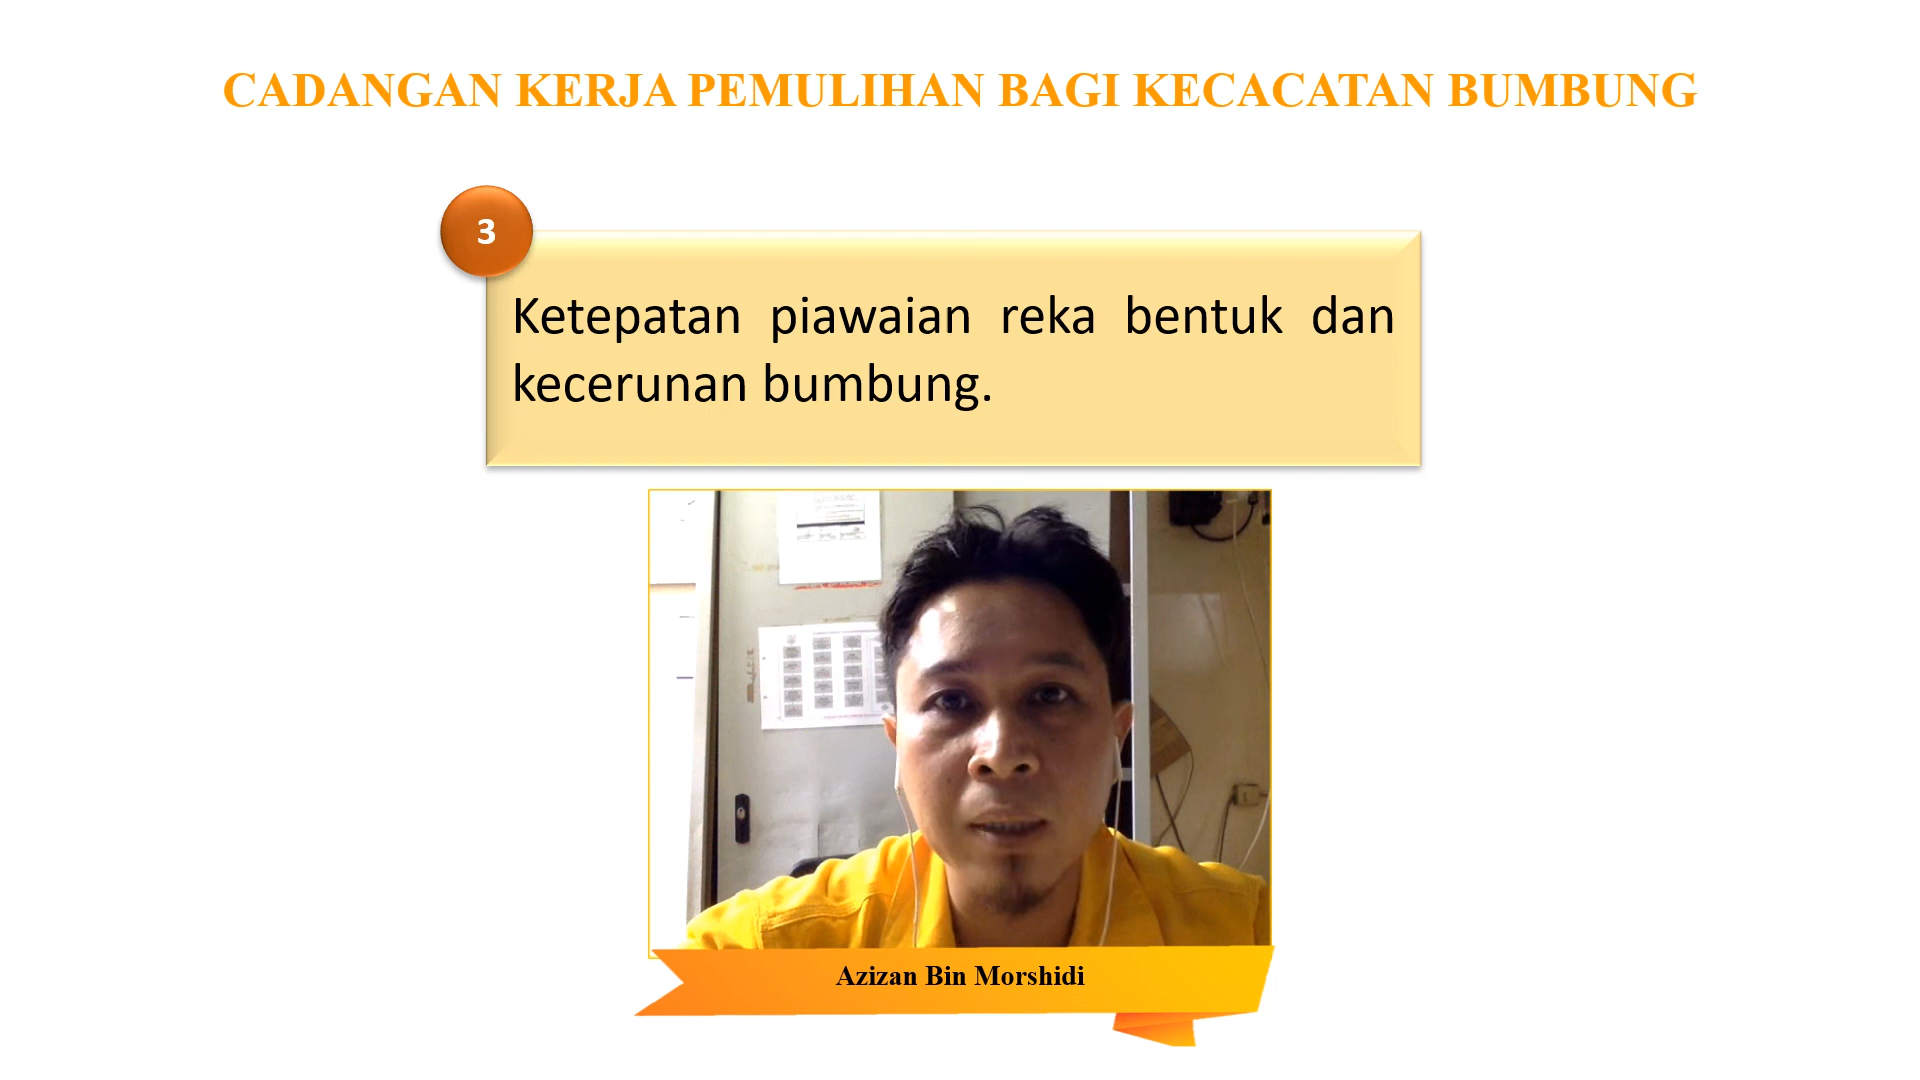 CADANGAN KERJA PEMULIHAN BAGI KECACATAN BUMBUNG
3
Ketepatan piawaian reka bentuk dan
kecerunan bumbung.
Azizan Bin Morshidi